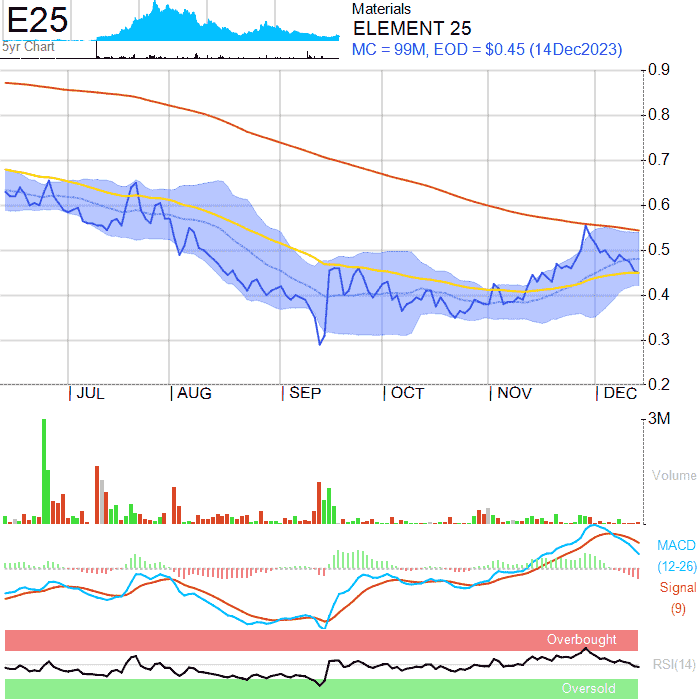 E25
5yr Chart
Materials
ELEMENT 25
MC = 99M, EOD = $0.45 (14Dec2023)
0.9
0.8
0.7
0.6
0.5
0.4
0.3
0.2
JUL AUG SEP OCT NOV DEC
3M
Volume
MACD
(12-26)
Signal
(9)
Overbought
RSI(14)
Oversold